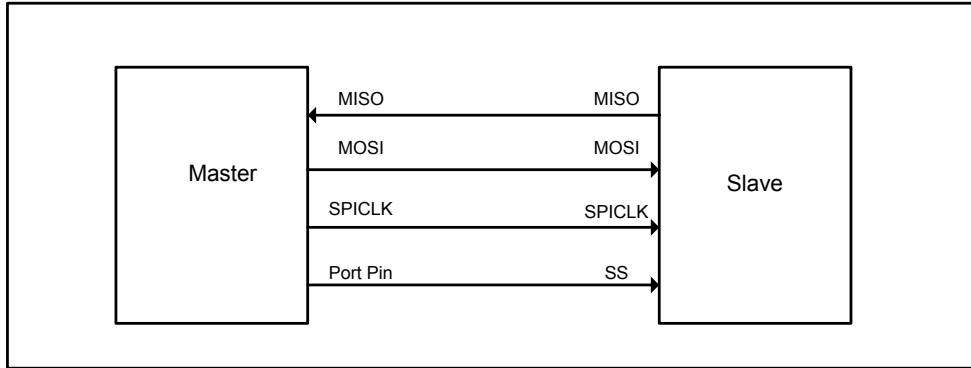 MISO MISO
MOSI MOSI
Master
Slave
SPICLK SPICLK
Port Pin SS